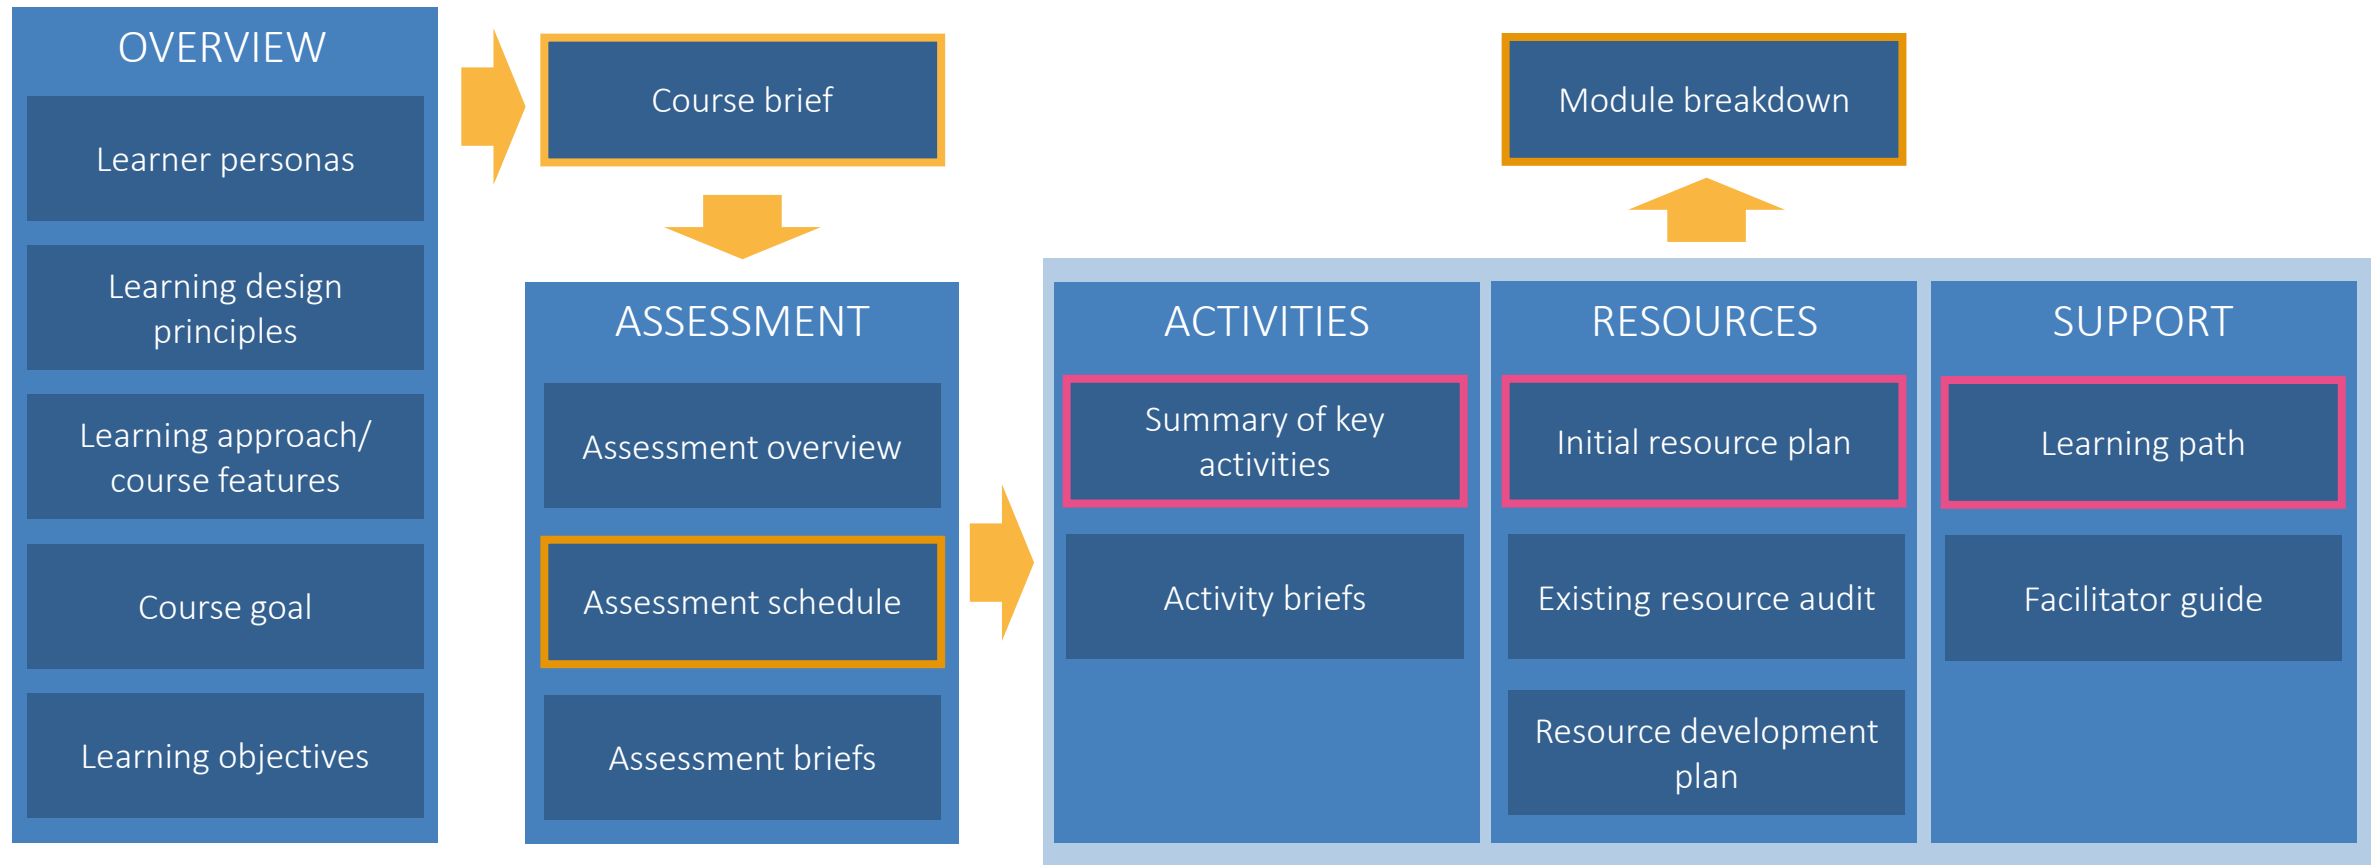 OVERVIEW
Learner personas
Learning design
principles
Learning approach/
course features
Course goal
Learning objectives
Course brief
ASSESSMENT
Assessment overview
Assessment schedule
Assessment briefs
Module breakdown
ACTIVITIES
Summary of key
activities
Activity briefs
RESOURCES
Initial resource plan
Existing resource audit
Resource development
plan
SUPPORT
Learning path
Facilitator guide